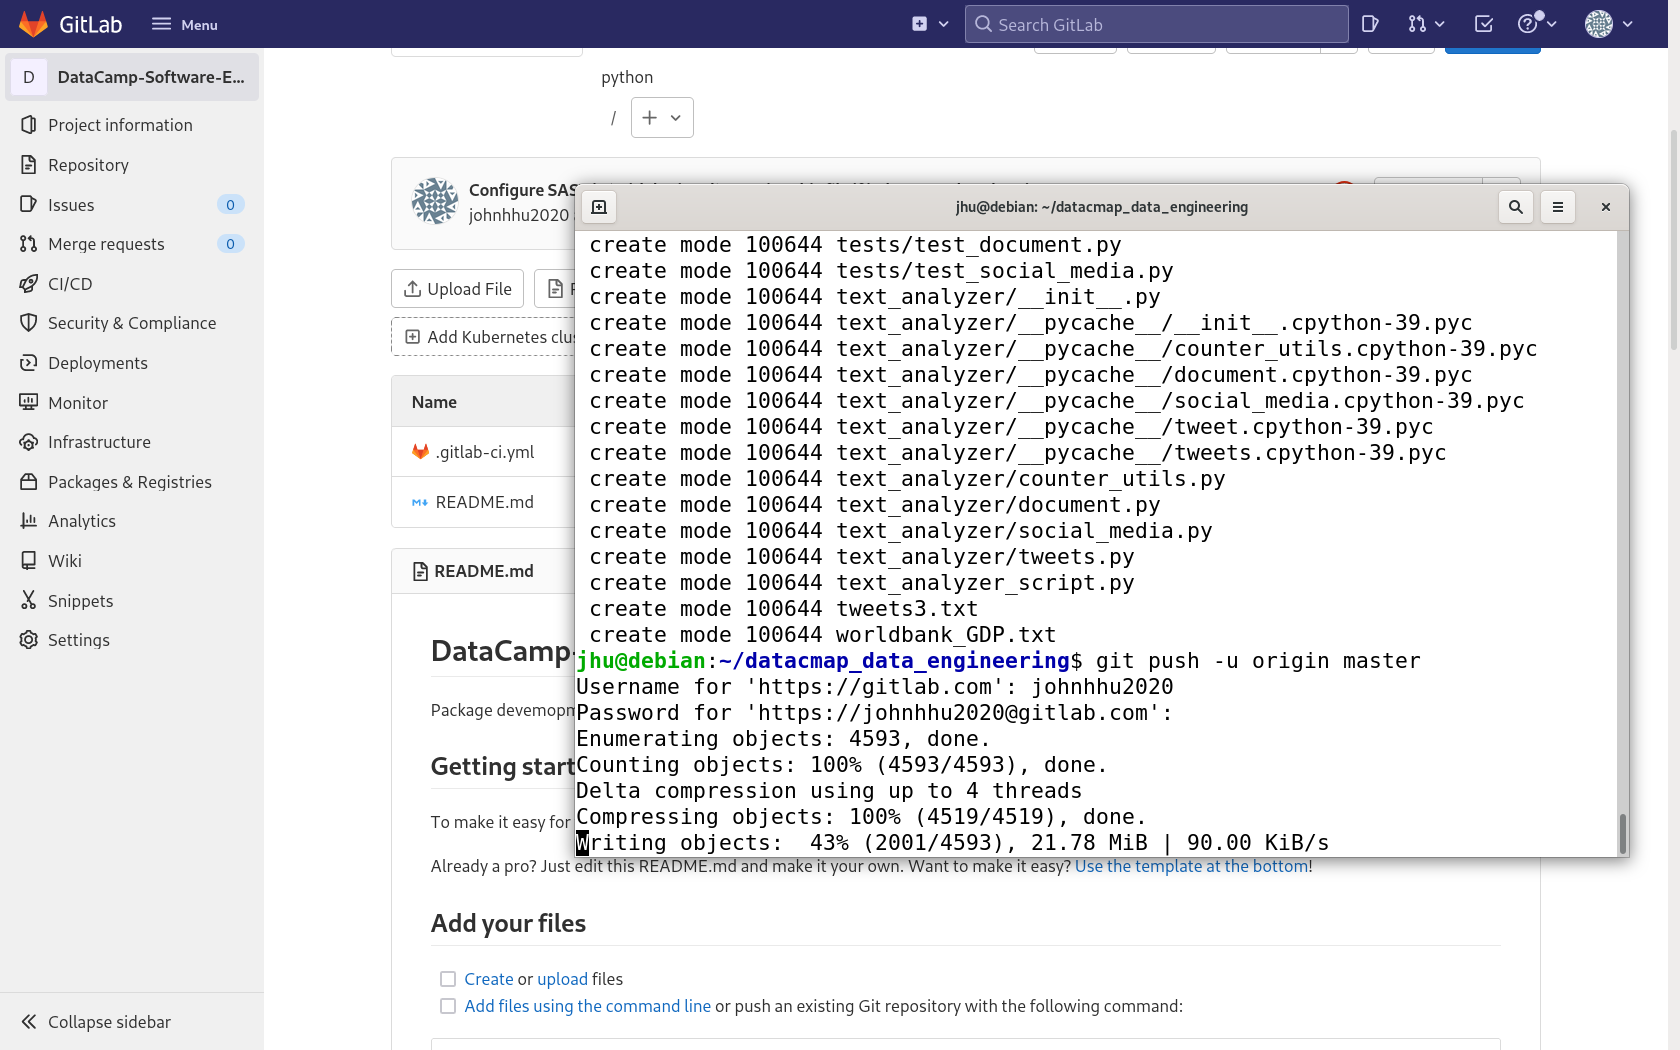 GitLab
Menu
Search GitLab
D
DataCamp-Software-E...
Project information
Repository
Issues 0
Merge requests 0
CI/CD
Security & Compliance
Deployments
Monitor
Infrastructure
Packages & Registries
Analytics
Wiki
Snippets
Settings
Collapse sidebar
python
/
Configure SAS
johnhhu2020
Upload File
Add Kubernetes clus
Name
.gitlab-ci.yml
README.md
README.md
DataCamp-
Package devemopm
Getting start
To make it easy for
Already a pro? Just edit this README.md and make it your own. Want to make it easy? Use the template at the bottom!
Add your files
Create or upload files
Add files using the command line or push an existing Git repository with the following command:
jhu@debian: ~/datacmap_data_engineering
create mode 100644 tests/test_document.py
create mode 100644 tests/test_social_media.py
create mode 100644 text_analyzer/__init__.py
create mode 100644 text_analyzer/__pycache__/__init__.cpython-39.pyc
create mode 100644 text_analyzer/__pycache__/counter_utils.cpython-39.pyc
create mode 100644 text_analyzer/__pycache__/document.cpython-39.pyc
create mode 100644 text_analyzer/__pycache__/social_media.cpython-39.pyc
create mode 100644 text_analyzer/__pycache__/tweet.cpython-39.pyc
create mode 100644 text_analyzer/__pycache__/tweets.cpython-39.pyc
create mode 100644 text_analyzer/counter_utils.py
create mode 100644 text_analyzer/document.py
create mode 100644 text_analyzer/social_media.py
create mode 100644 text_analyzer/tweets.py
create mode 100644 text_analyzer_script.py
create mode 100644 tweets3.txt
create mode 100644 worldbank_GDP.txt
jhu@debian:~/datacmap_data_engineering$ git push -u origin master
Username for 'https://gitlab.com': johnhhu2020
Password for 'https://johnhhu2020@gitlab.com':
Enumerating objects: 4593, done.
Counting objects: 100% (4593/4593), done.
Delta compression using up to 4 threads
Compressing objects: 100% (4519/4519), done.
Writing objects:  43% (2001/4593), 21.78 MiB | 90.00 KiB/s